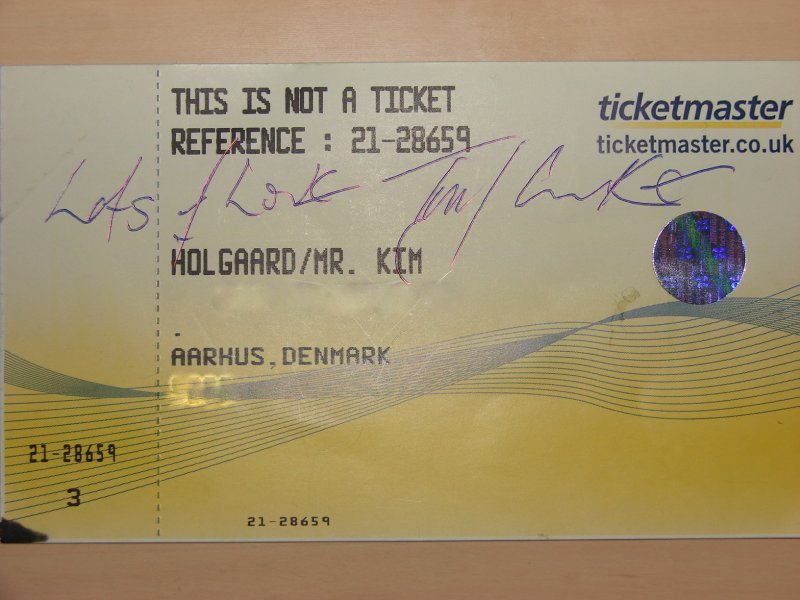 THIS IS NOT A TICKET
REFERENCE : 21-28659
ticketmaster
ticketmaster.co.uk
Lots of Love Tony
HOLGAARD/MR. KIM
.
AARHUS, DENMARK
21-28659
3
21-28659